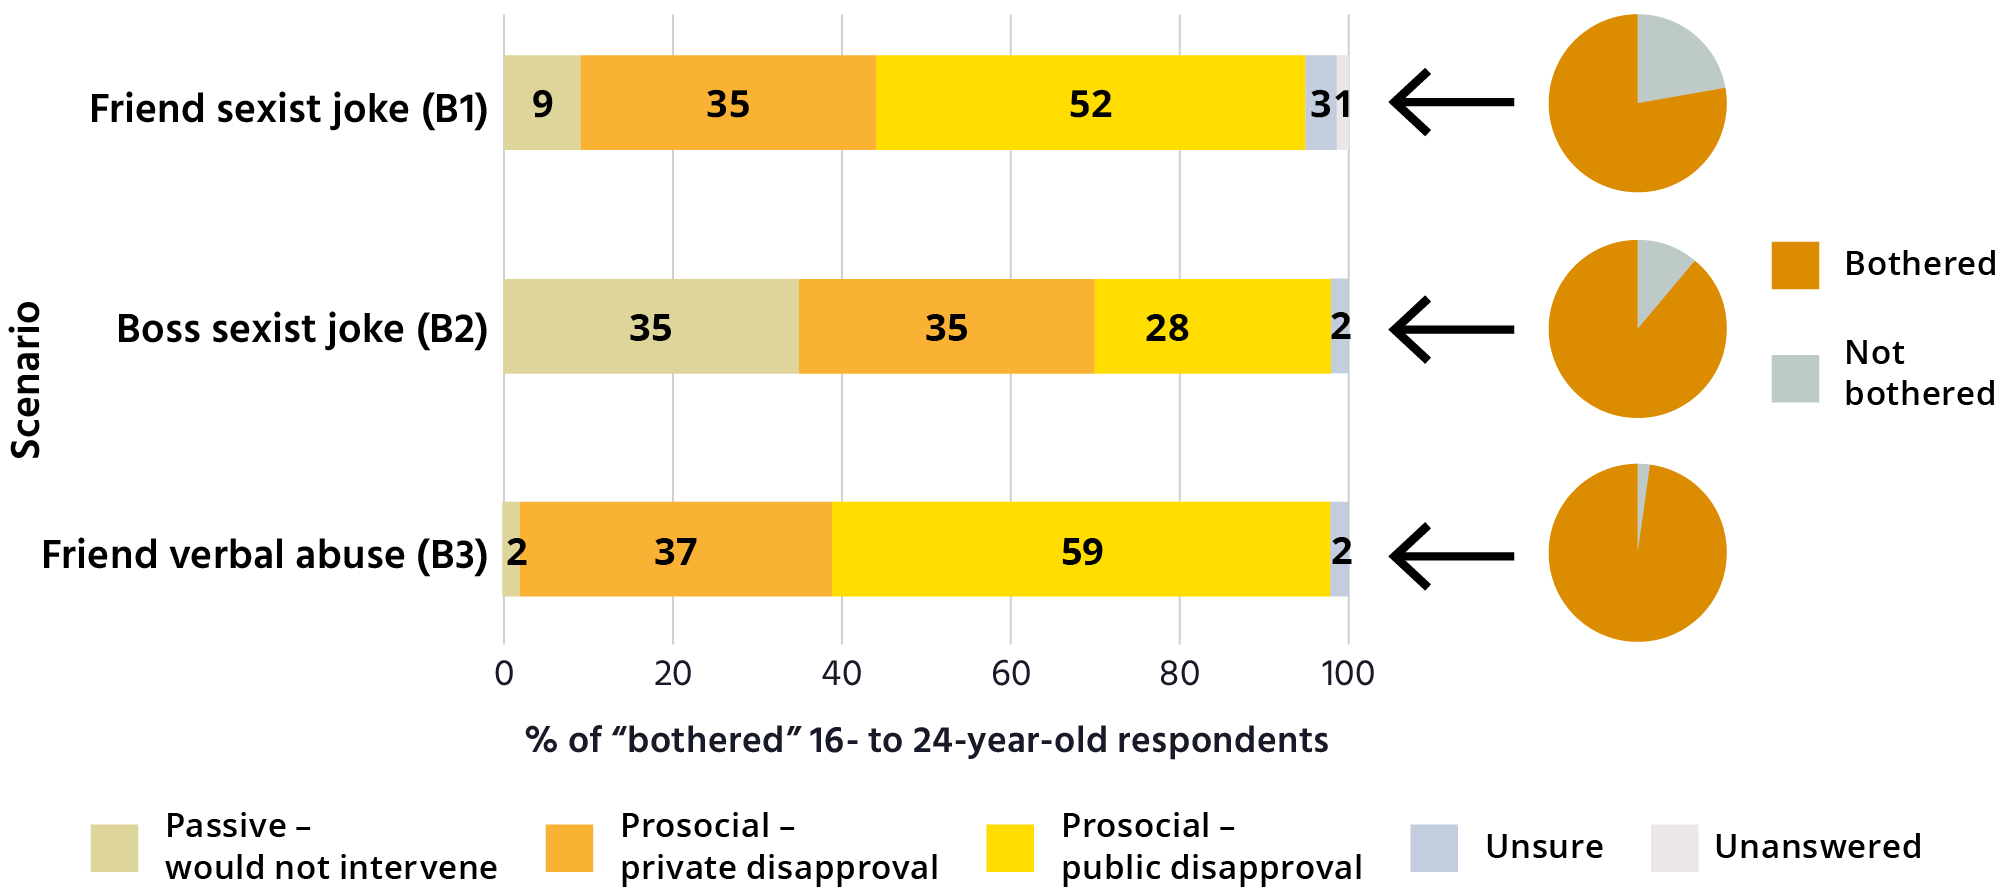 Friend sexist joke (B1)
9 35 52 3 1
Bothered
Not
bothered
Scenario
Boss sexist joke (B2)
35 35 28 2
Friend verbal abuse (B3)
2 37 59 2
0 20 40 60 80 100
% of “bothered” 16- to 24-year-old respondents
Passive –
would not intervene
Prosocial –
private disapproval
Prosocial –
public disapproval
Unsure
Unanswered